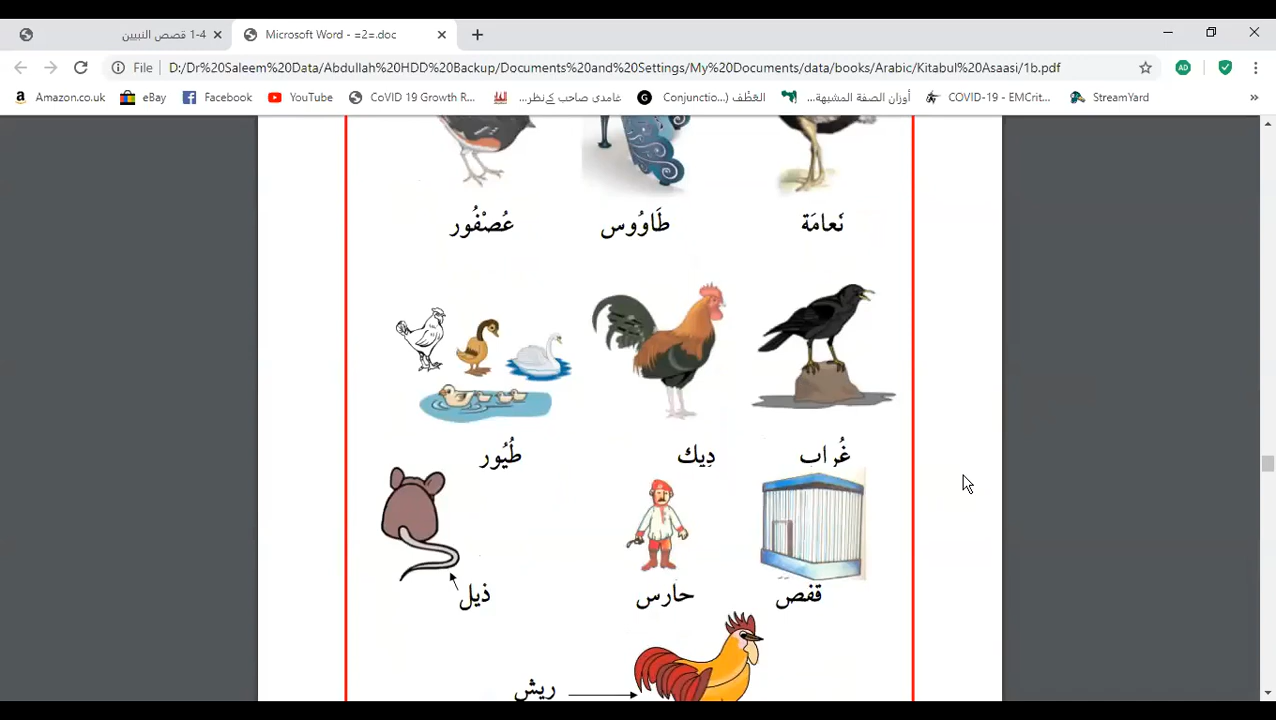 1-4 قصص النبيين
Microsoft Word - =2=.doc
File
D:/Dr%20Saleem%20Data/Abdullah%20HDD%20Backup/Documents%20and%20Settings/My%20Documents/data/books/Arabic/Kitabul%20Asaasi/1b.pdf
AD
Amazon.co.uk
eBay
Facebook
YouTube
CoVID 19 Growth R...
غامدی صاحب کے نظر...
Conjunctio...) العَطْف
أوزان الصفة المشبهة...
COVID-19 - EMCrit...
StreamYard
»
نَعامَة
طَاوُوس
عُصْفُور
غُراب
دِيك
طُيُور
قفص
حارس
ذيل
ريش